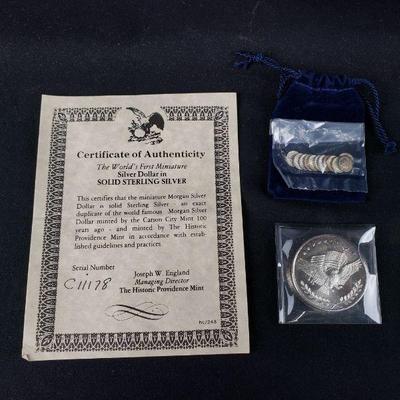 Certificate of Authenticity
The World's First Miniature
Silver Dollar in
SOLID STERLING SILVER
This certifies that the miniature Morgan Silver
Dollar is solid Sterling Silver - an exact
duplicate of the world famous Morgan Silver
Dollar minted by the Carson City Mint 100
years ago - and minted by The Historic
Providence Mint in accordance with estab-
lished guidelines and practices.
Serial Number
C11178
Joseph W. England
Managing Director
The Historic Providence Mint